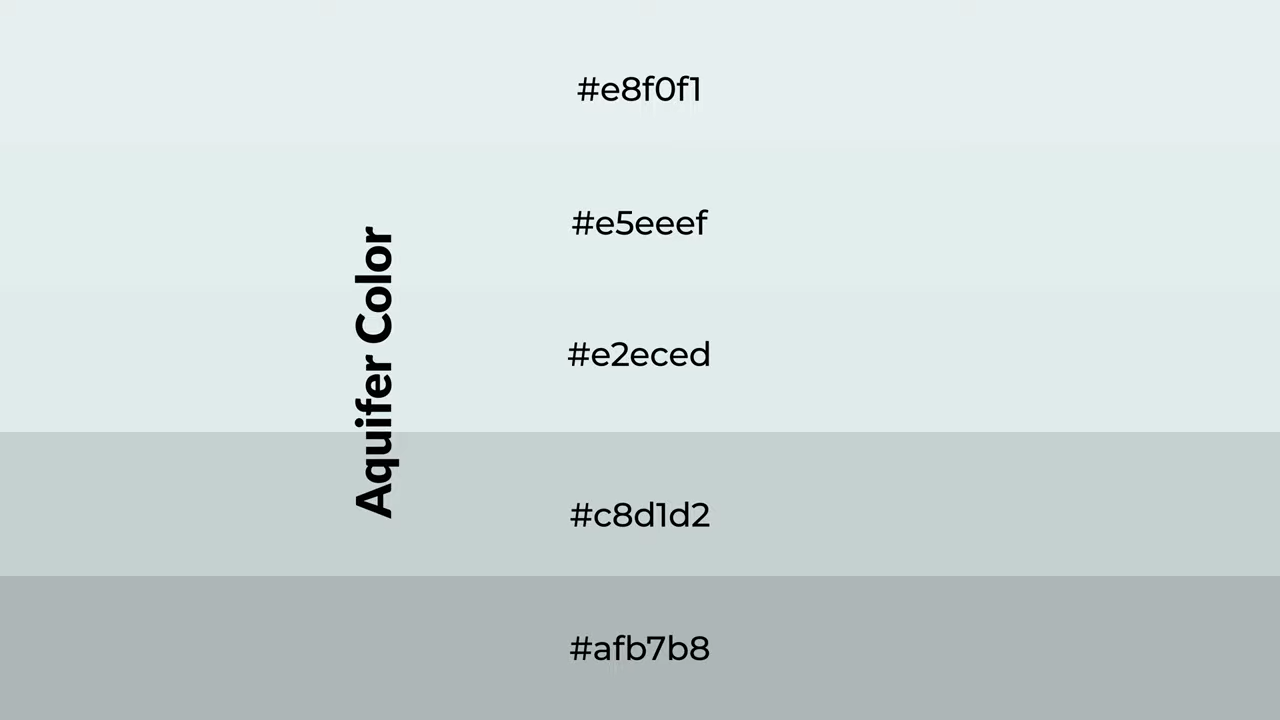 Aquifer Color
#e8f0f1
#e5eeef
#e2eced
#c8d1d2
#afb7b8